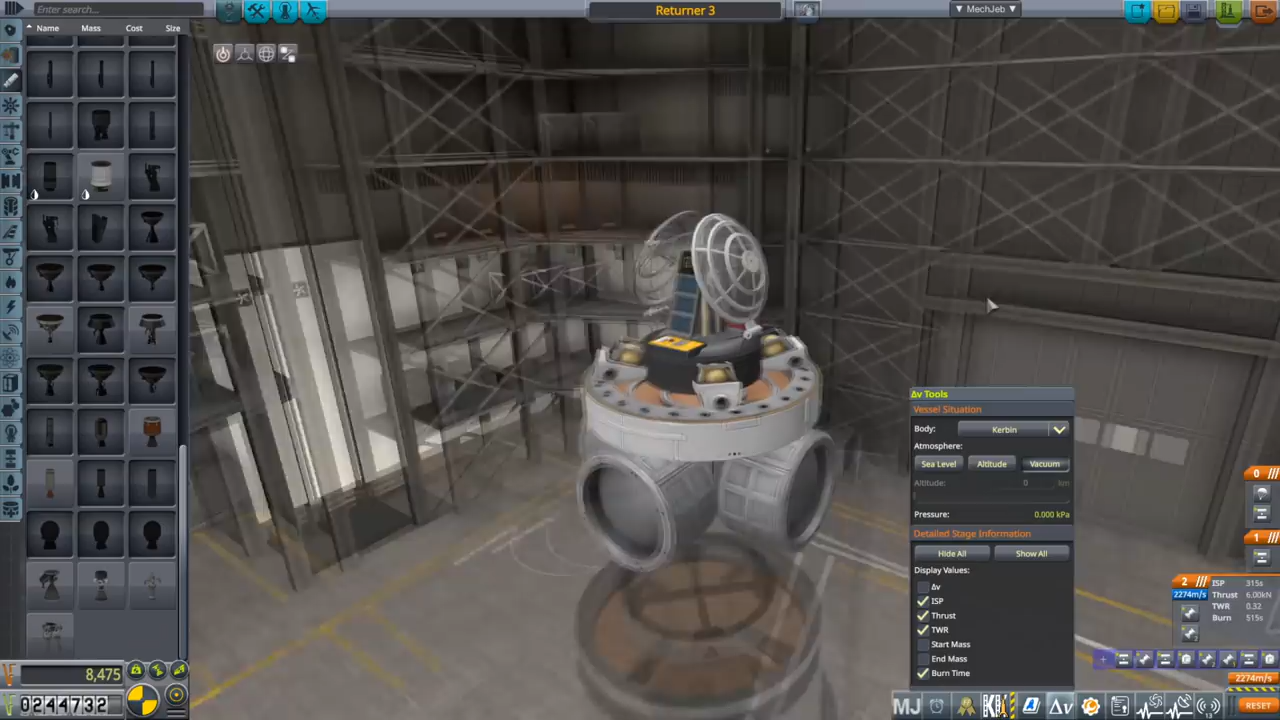 Enter search...
Returner 3
▼ MechJeb ▼
Name Mass Cost Size
Δv Tools
Vessel Situation
Body: Kerbin
Atmosphere:
Sea Level Altitude Vacuum
Altitude: 0 km
Pressure: 0.000 kPa
Detailed Stage Information
Hide All Show All
Display Values:
Δv
ISP
Thrust
TWR
Start Mass
End Mass
Burn Time
0
1
2 ISP 315s
2274m/s Thrust 6.00kN
TWR 0.32
Burn 515s
2274m/s
8,475
0244732
MJ Δv RESET